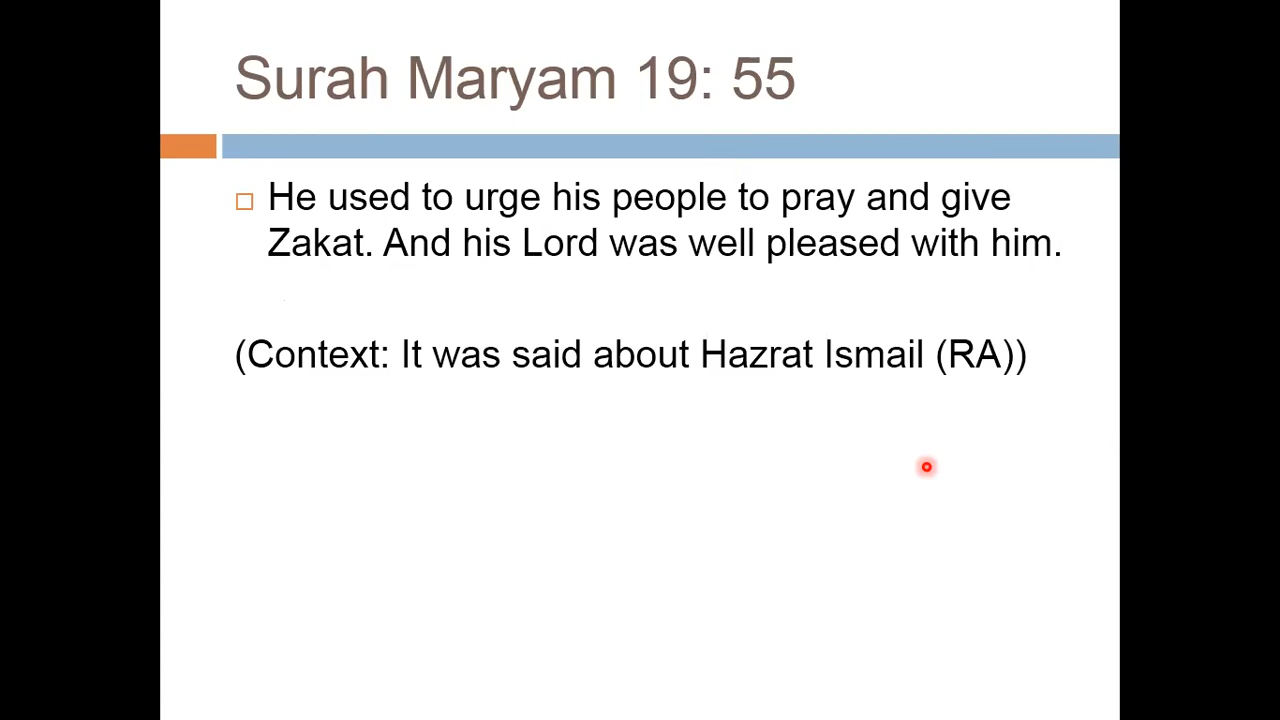 Surah Maryam 19: 55
He used to urge his people to pray and give
Zakat. And his Lord was well pleased with him.
(Context: It was said about Hazrat Ismail (RA))